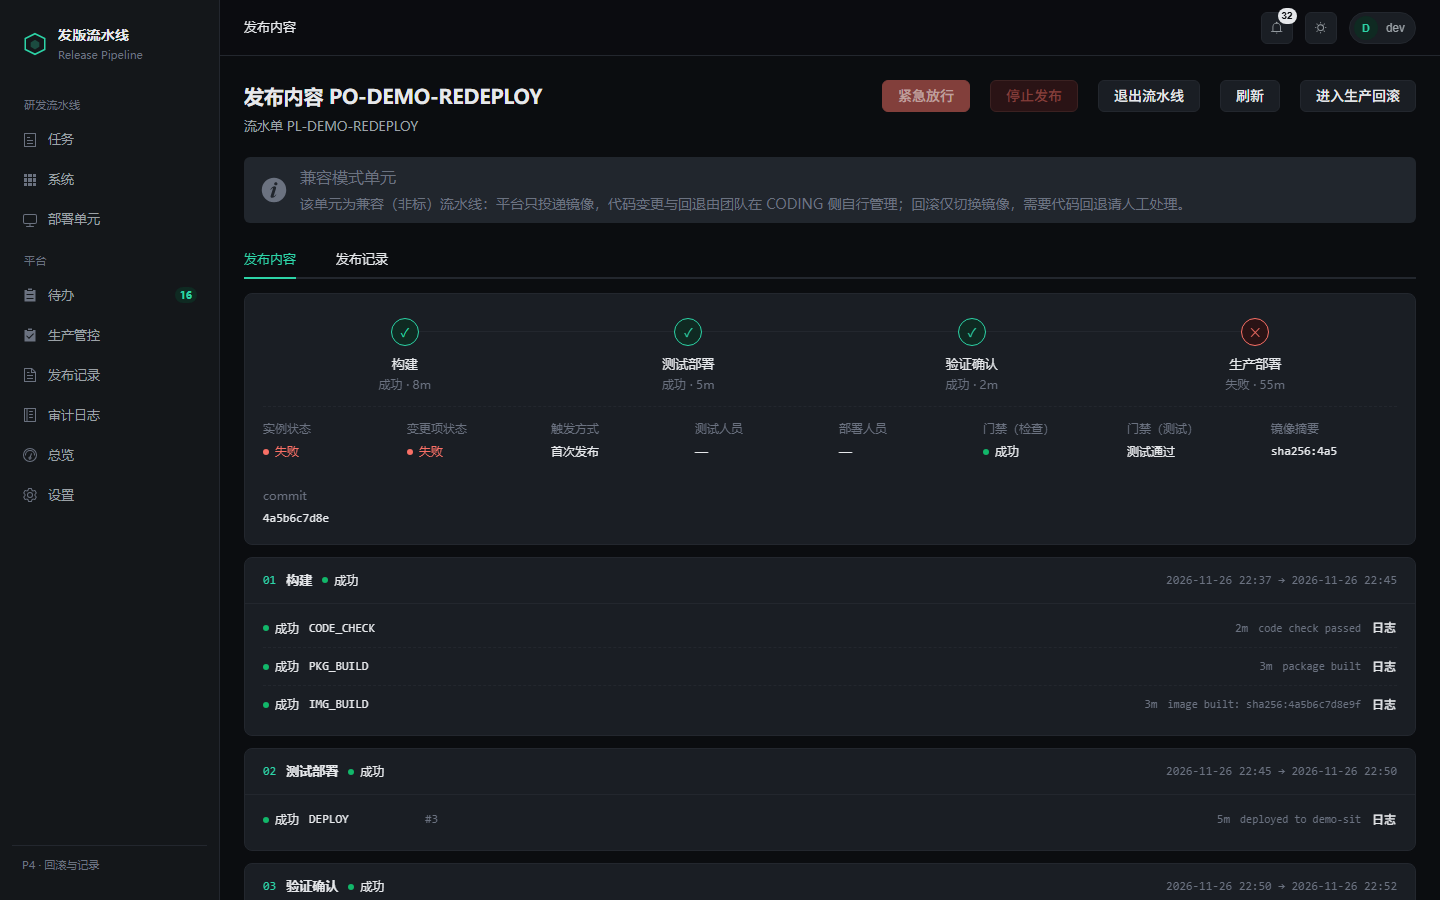 发版流水线
Release Pipeline
研发流水线
任务
系统
部署单元
平台
待办 16
生产管控
发布记录
审计日志
总览
设置
P4 · 回滚与记录
发布内容
32
D dev
发布内容 PO-DEMO-REDEPLOY
流水单 PL-DEMO-REDEPLOY
紧急放行 停止发布 退出流水线 刷新 进入生产回滚
兼容模式单元
该单元为兼容（非标）流水线：平台只投递镜像，代码变更与回退由团队在 CODING 侧自行管理；回滚仅切换镜像，需要代码回退请人工处理。
发布内容 发布记录
构建 测试部署 验证确认 生产部署
成功 · 8m 成功 · 5m 成功 · 2m 失败 · 55m
实例状态 变更项状态 触发方式 测试人员 部署人员 门禁（检查） 门禁（测试） 镜像摘要
失败 失败 首次发布 — — 成功 测试通过 sha256:4a5
commit
4a5b6c7d8e
01 构建 成功 2026-11-26 22:37 → 2026-11-26 22:45
成功 CODE_CHECK 2m code check passed 日志
成功 PKG_BUILD 3m package built 日志
成功 IMG_BUILD 3m image built: sha256:4a5b6c7d8e9f 日志
02 测试部署 成功 2026-11-26 22:45 → 2026-11-26 22:50
成功 DEPLOY #3 5m deployed to demo-sit 日志
03 验证确认 成功 2026-11-26 22:50 → 2026-11-26 22:52